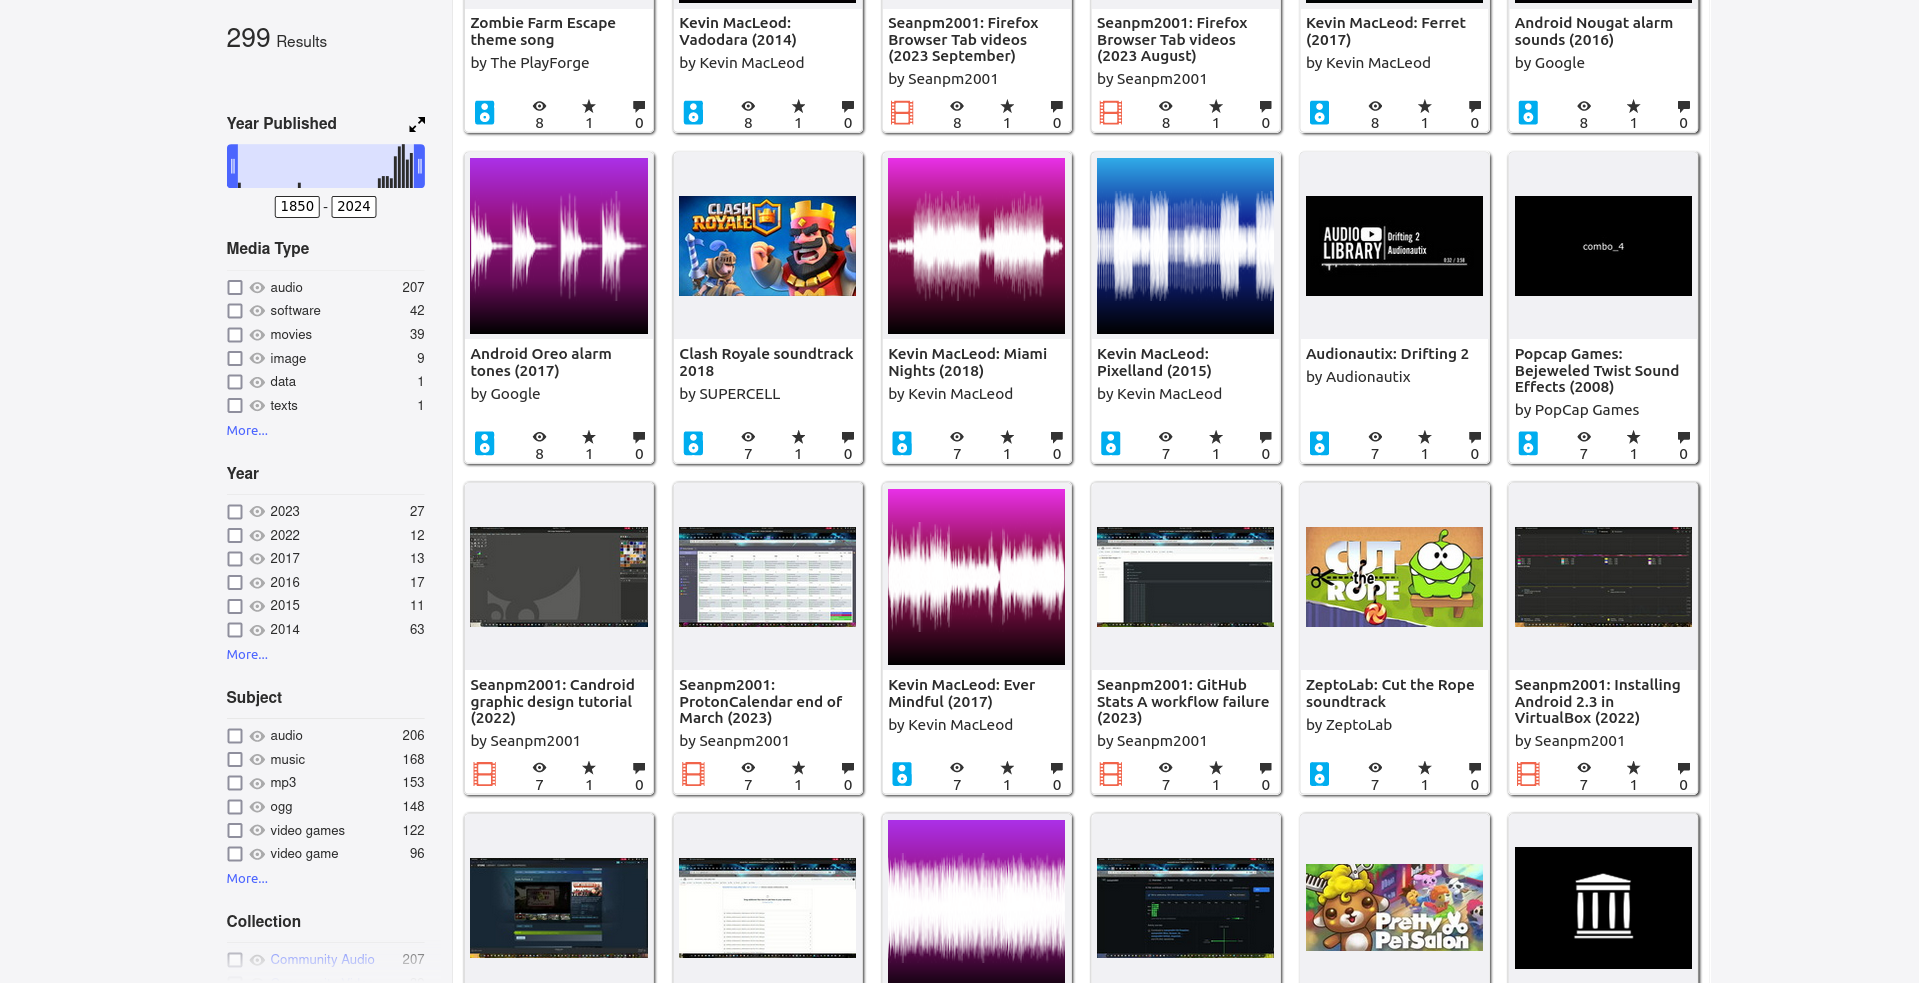 299 Results
Year Published
1850 - 2024
Media Type
audio 207
software 42
movies 39
image 9
data 1
texts 1
More...
Year
2023 27
2022 12
2017 13
2016 17
2015 11
2014 63
More...
Subject
audio 206
music 168
mp3 153
ogg 148
video games 122
video game 96
More...
Collection
Community Audio 207
Zombie Farm Escape
theme song
by The PlayForge
8 1 0
Kevin MacLeod:
Vadodara (2014)
by Kevin MacLeod
8 1 0
Seanpm2001: Firefox
Browser Tab videos
(2023 September)
by Seanpm2001
8 1 0
Seanpm2001: Firefox
Browser Tab videos
(2023 August)
by Seanpm2001
8 1 0
Kevin MacLeod: Ferret
(2017)
by Kevin MacLeod
8 1 0
Android Nougat alarm
sounds (2016)
by Google
8 1 0
Android Oreo alarm
tones (2017)
by Google
8 1 0
CLASH
ROYALE
Clash Royale soundtrack
2018
by SUPERCELL
7 1 0
Kevin MacLeod: Miami
Nights (2018)
by Kevin MacLeod
7 1 0
Kevin MacLeod:
Pixelland (2015)
by Kevin MacLeod
7 1 0
AUDIO
LIBRARY
Drifting 2
Audionautix
0:32 / 3:56
Audionautix: Drifting 2
by Audionautix
7 1 0
combo_4
Popcap Games:
Bejeweled Twist Sound
Effects (2008)
by PopCap Games
7 1 0
Seanpm2001: Candroid
graphic design tutorial
(2022)
by Seanpm2001
7 1 0
Seanpm2001:
ProtonCalendar end of
March (2023)
by Seanpm2001
7 1 0
Kevin MacLeod: Ever
Mindful (2017)
by Kevin MacLeod
7 1 0
Seanpm2001: GitHub
Stats A workflow failure
(2023)
by Seanpm2001
7 1 0
CUT
the
ROPE
ZeptoLab: Cut the Rope
soundtrack
by ZeptoLab
7 1 0
Seanpm2001: Installing
Android 2.3 in
VirtualBox (2022)
by Seanpm2001
7 1 0
Pretty
Pet Salon